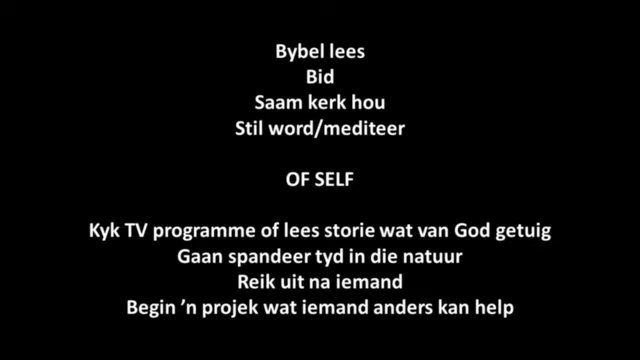 Bybel lees
Bid
Saam kerk hou
Stil word/mediteer
OF SELF
Kyk TV programme of lees storie wat van God getuig
Gaan spandeer tyd in die natuur
Reik uit na iemand
Begin ’n projek wat iemand anders kan help